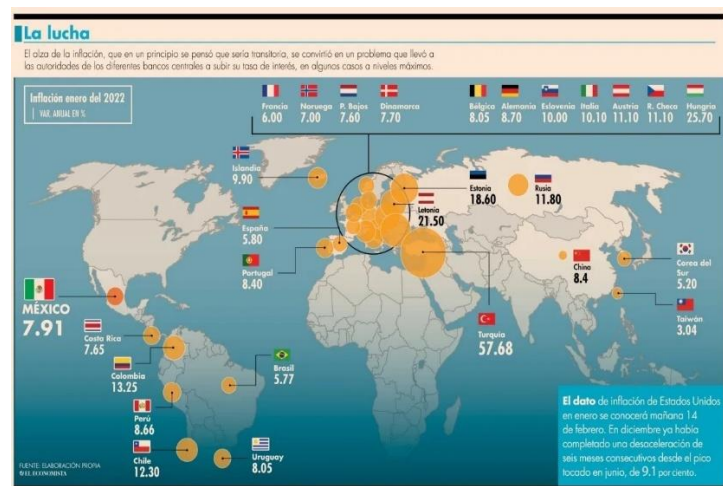 La lucha
El alza de la inflación, que en un principio se pensó que sería transitoria, se convirtió en un problema que llevó a
las autoridades de los diferentes bancos centrales a subir su tasa de interés, en algunos casos a niveles máximos.
Inflación enero del 2022
VAR. ANUAL EN %
Francia
6.00
Noruega
7.00
P. Bajos
7.60
Dinamarca
7.70
Bélgica
8.05
Alemania
8.70
Eslovenia
10.00
Italia
10.10
Austria
11.10
R. Checa
11.10
Hungría
25.70
Islandia
9.90
España
5.80
Portugal
8.40
Estonia
18.60
Letonia
21.50
Rusia
11.80
China
8.4
Corea del
Sur
5.20
Taiwán
3.04
Turquía
57.68
MÉXICO
7.91
Costa Rica
7.65
Colombia
13.25
Perú
8.66
Chile
12.30
Brasil
5.77
Uruguay
8.05
El dato de inflación de Estados Unidos
en enero se conocerá mañana 14
de febrero. En diciembre ya había
completado una desaceleración de
seis meses consecutivos desde el pico
tocado en junio, de 9.1 por ciento.
FUENTE: ELABORACIÓN PROPIA
EL ECONOMISTA